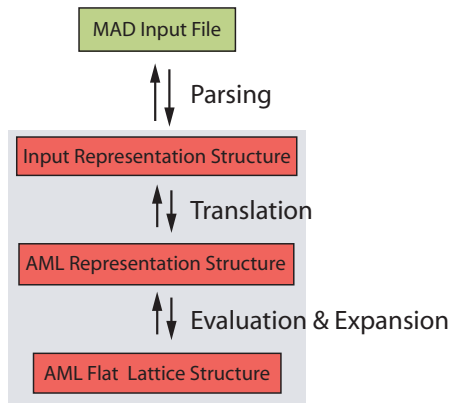 MAD Input File
Parsing
Input Representation Structure
Translation
AML Representation Structure
Evaluation & Expansion
AML Flat Lattice Structure